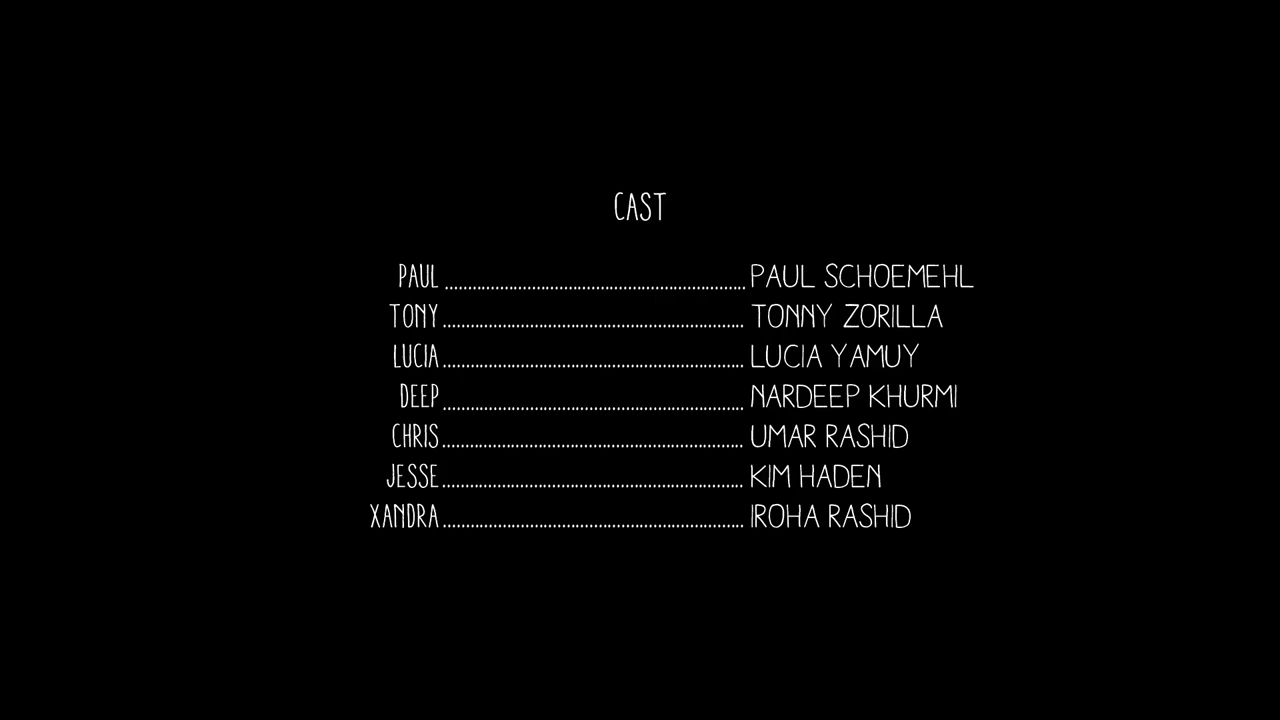 CAST
PAUL ........................................................ PAUL SCHOEMEHL
TONY ........................................................ TONNY ZORILLA
LUCIA ........................................................ LUCIA YAMUY
DEEP ........................................................ NARDEEP KHURMI
CHRIS ........................................................ UMAR RASHID
JESSE ........................................................ KIM HADEN
XANDRA ........................................................ IROHA RASHID